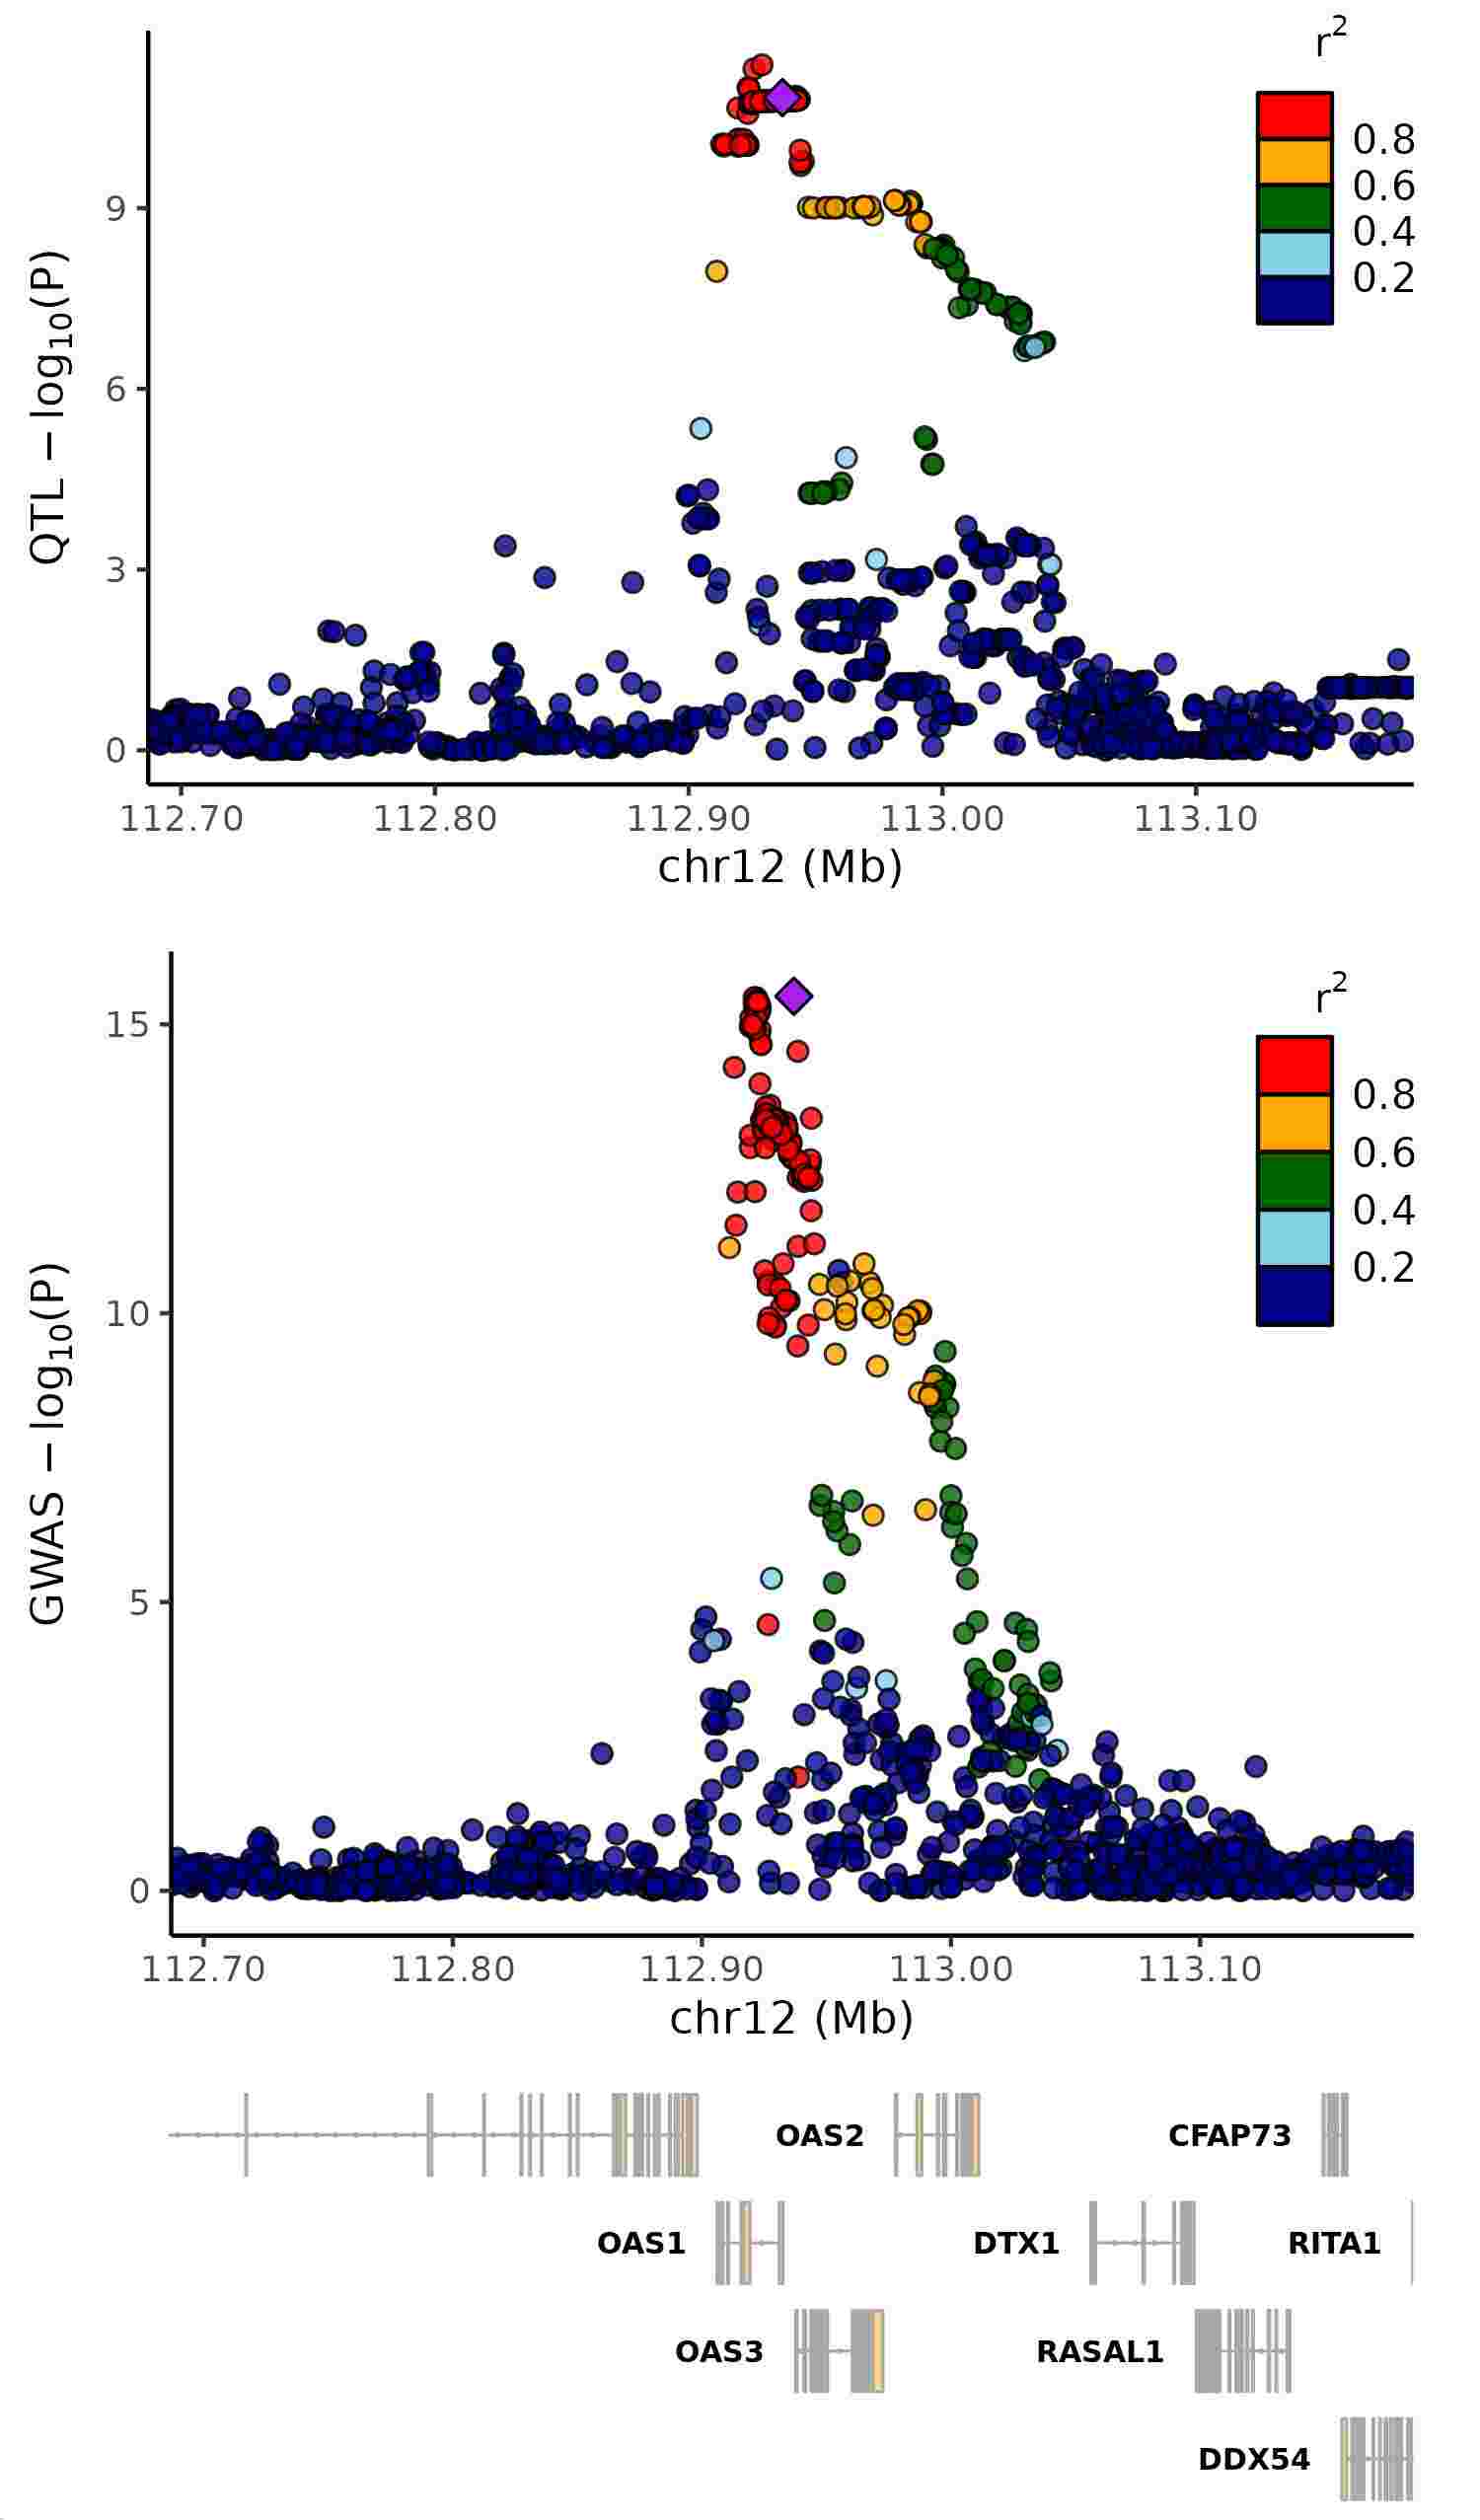 r²
0.8
0.6
0.4
0.2
9
6
3
0
QTL −log₁₀(P)
112.70 112.80 112.90 113.00 113.10
chr12 (Mb)
r²
0.8
0.6
0.4
0.2
15
10
5
0
GWAS −log₁₀(P)
112.70 112.80 112.90 113.00 113.10
chr12 (Mb)
OAS2 CFAP73
OAS1 DTX1 RITA1
OAS3 RASAL1
DDX54